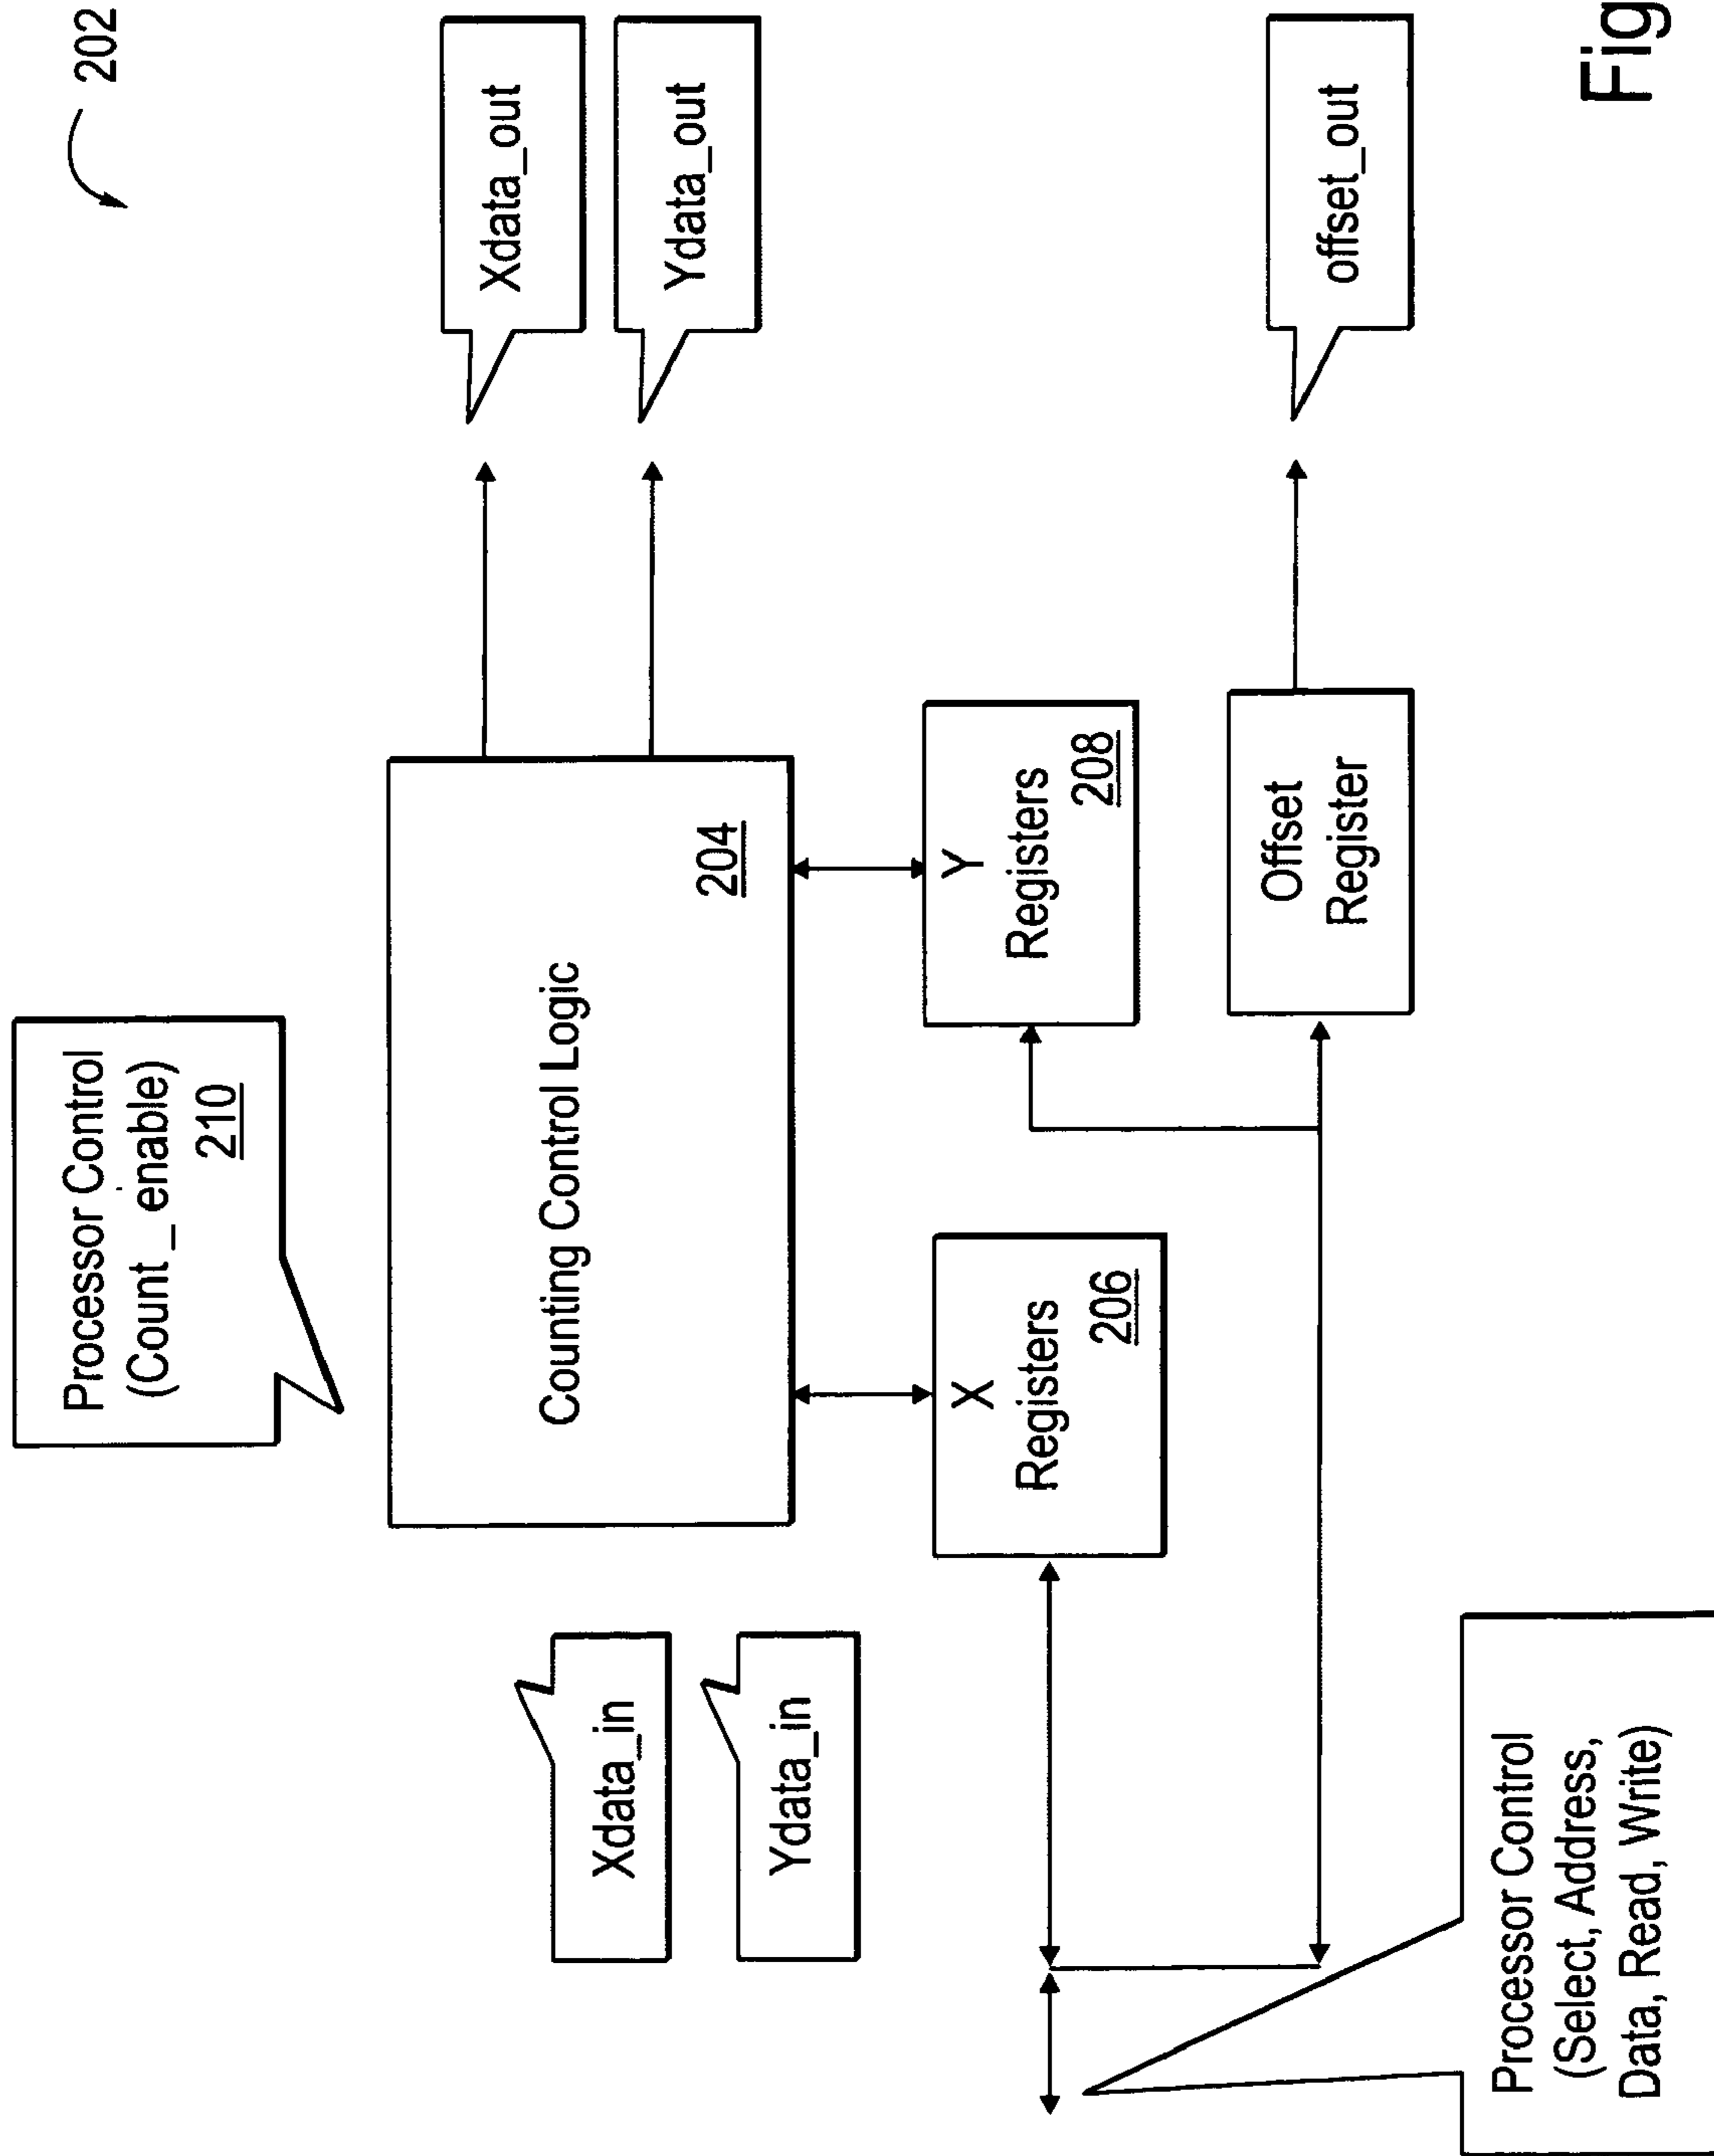 202
Processor Control
(Count_enable)
210
Xdata_in
Ydata_in
Counting Control Logic
204
Xdata_out
Ydata_out
X
Registers
206
Y
Registers
208
Offset
Register
offset_out
Processor Control
(Select, Address,
Data, Read, Write)
Fig